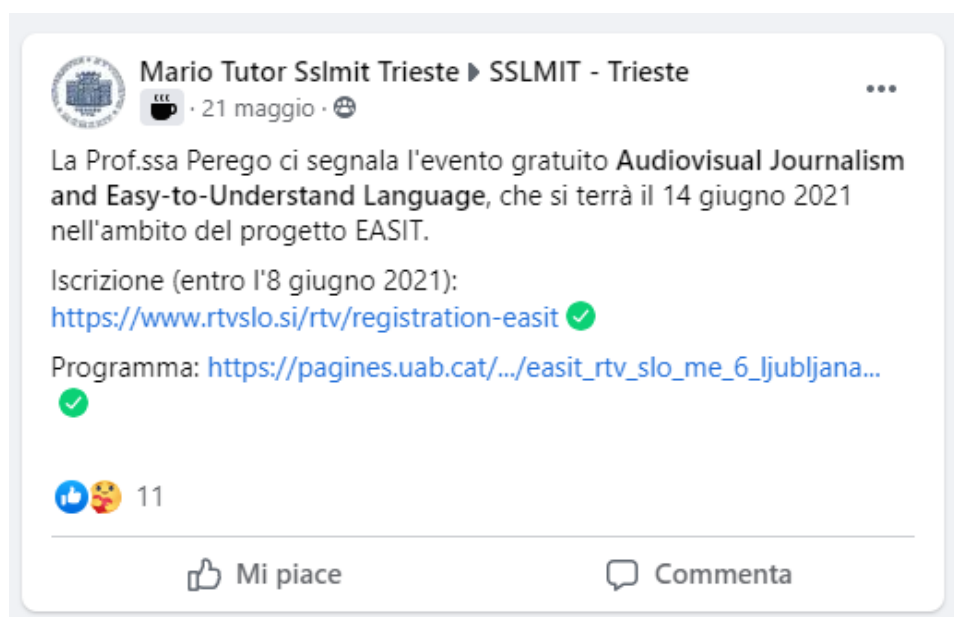 Mario Tutor Sslmit Trieste ▶ SSLMIT - Trieste
· 21 maggio ·
La Prof.ssa Perego ci segnala l'evento gratuito Audiovisual Journalism
and Easy-to-Understand Language, che si terrà il 14 giugno 2021
nell'ambito del progetto EASIT.
Iscrizione (entro l'8 giugno 2021):
https://www.rtvslo.si/rtv/registration-easit
Programma: https://pagines.uab.cat/.../easit_rtv_slo_me_6_ljubljana...
11
Mi piace
Commenta